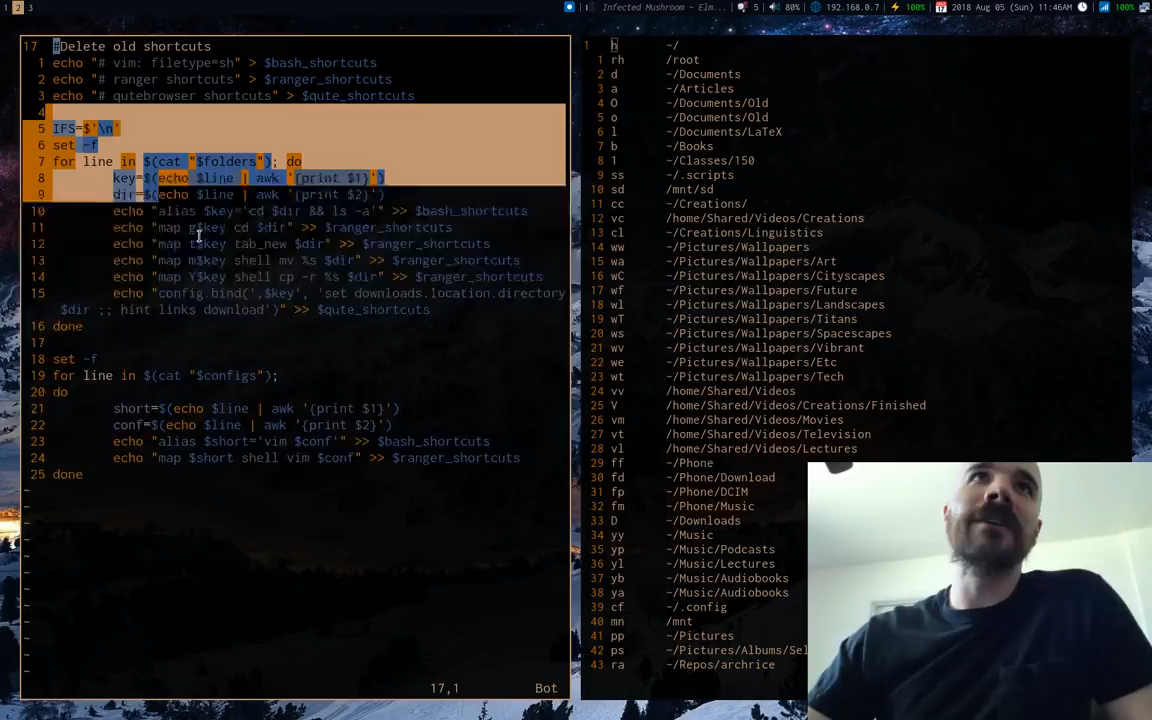 1 2 3
Infected Mushroom - Elm... 5 80% 192.168.0.7 100% 2018 Aug 05 (Sun) 11:46AM 100%
17 #Delete old shortcuts
1 echo "# vim: filetype=sh" > $bash_shortcuts
2 echo "# ranger shortcuts" > $ranger_shortcuts
3 echo "# qutebrowser shortcuts" > $qute_shortcuts
4
5 IFS=$'\n'
6 set -f
7 for line in $(cat "$folders"); do
8 key=$(echo $line | awk '{print $1}')
9 dir=$(echo $line | awk '{print $2}')
10 echo "alias $key='cd $dir && ls -a'" >> $bash_shortcuts
11 echo "map g$key cd $dir" >> $ranger_shortcuts
12 echo "map t$key tab_new $dir" >> $ranger_shortcuts
13 echo "map m$key shell mv %s $dir" >> $ranger_shortcuts
14 echo "map Y$key shell cp -r %s $dir" >> $ranger_shortcuts
15 echo "config.bind(',$key', 'set downloads.location.directory
$dir ;; hint links download')" >> $qute_shortcuts
16 done
17
18 set -f
19 for line in $(cat "$configs");
20 do
21 short=$(echo $line | awk '{print $1}')
22 conf=$(echo $line | awk '{print $2}')
23 echo "alias $short='vim $conf'" >> $bash_shortcuts
24 echo "map $short shell vim $conf" >> $ranger_shortcuts
25 done
~
~
~
~
~
~
~
~
~
~
~
~
17,1 Bot
1 h ~/
1 rh /root
2 d ~/Documents
3 a ~/Articles
4 O ~/Documents/Old
5 o ~/Documents/Old
6 l ~/Documents/LaTeX
7 b ~/Books
8 1 ~/Classes/150
9 ss ~/.scripts
10 sd /mnt/sd
11 cc ~/Creations/
12 vc /home/Shared/Videos/Creations
13 cl ~/Creations/Linguistics
14 ww ~/Pictures/Wallpapers
15 wa ~/Pictures/Wallpapers/Art
16 wC ~/Pictures/Wallpapers/Cityscapes
17 wf ~/Pictures/Wallpapers/Future
18 wl ~/Pictures/Wallpapers/Landscapes
19 wT ~/Pictures/Wallpapers/Titans
20 ws ~/Pictures/Wallpapers/Spacescapes
21 wv ~/Pictures/Wallpapers/Vibrant
22 we ~/Pictures/Wallpapers/Etc
23 wt ~/Pictures/Wallpapers/Tech
24 vv /home/Shared/Videos
25 V /home/Shared/Videos/Creations/Finished
26 vm /home/Shared/Videos/Movies
27 vt /home/Shared/Videos/Television
28 vl /home/Shared/Videos/Lectures
29 ff ~/Phone
30 fd ~/Phone/Download
31 fp ~/Phone/DCIM
32 fm ~/Phone/Music
33 D ~/Downloads
34 yy ~/Music
35 yp ~/Music/Podcasts
36 yl ~/Music/Lectures
37 yb ~/Music/Audiobooks
38 ya ~/Music/Audiobooks
39 cf ~/.config
40 mn /mnt
41 pp ~/Pictures
42 ps ~/Pictures/Albums/Sel
43 ra ~/Repos/archrice